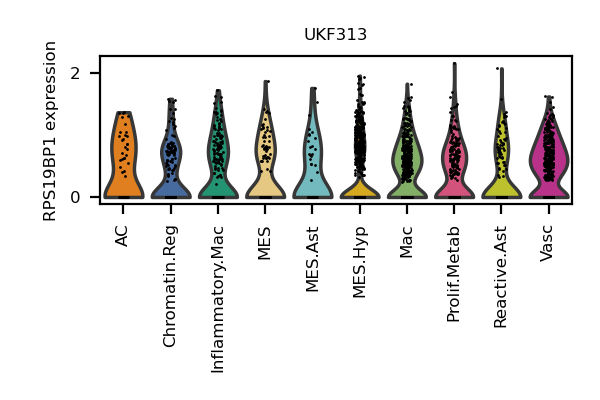 UKF313
RPS19BP1 expression
2
0
AC
Chromatin.Reg
Inflammatory.Mac
MES
MES.Ast
MES.Hyp
Mac
Prolif.Metab
Reactive.Ast
Vasc